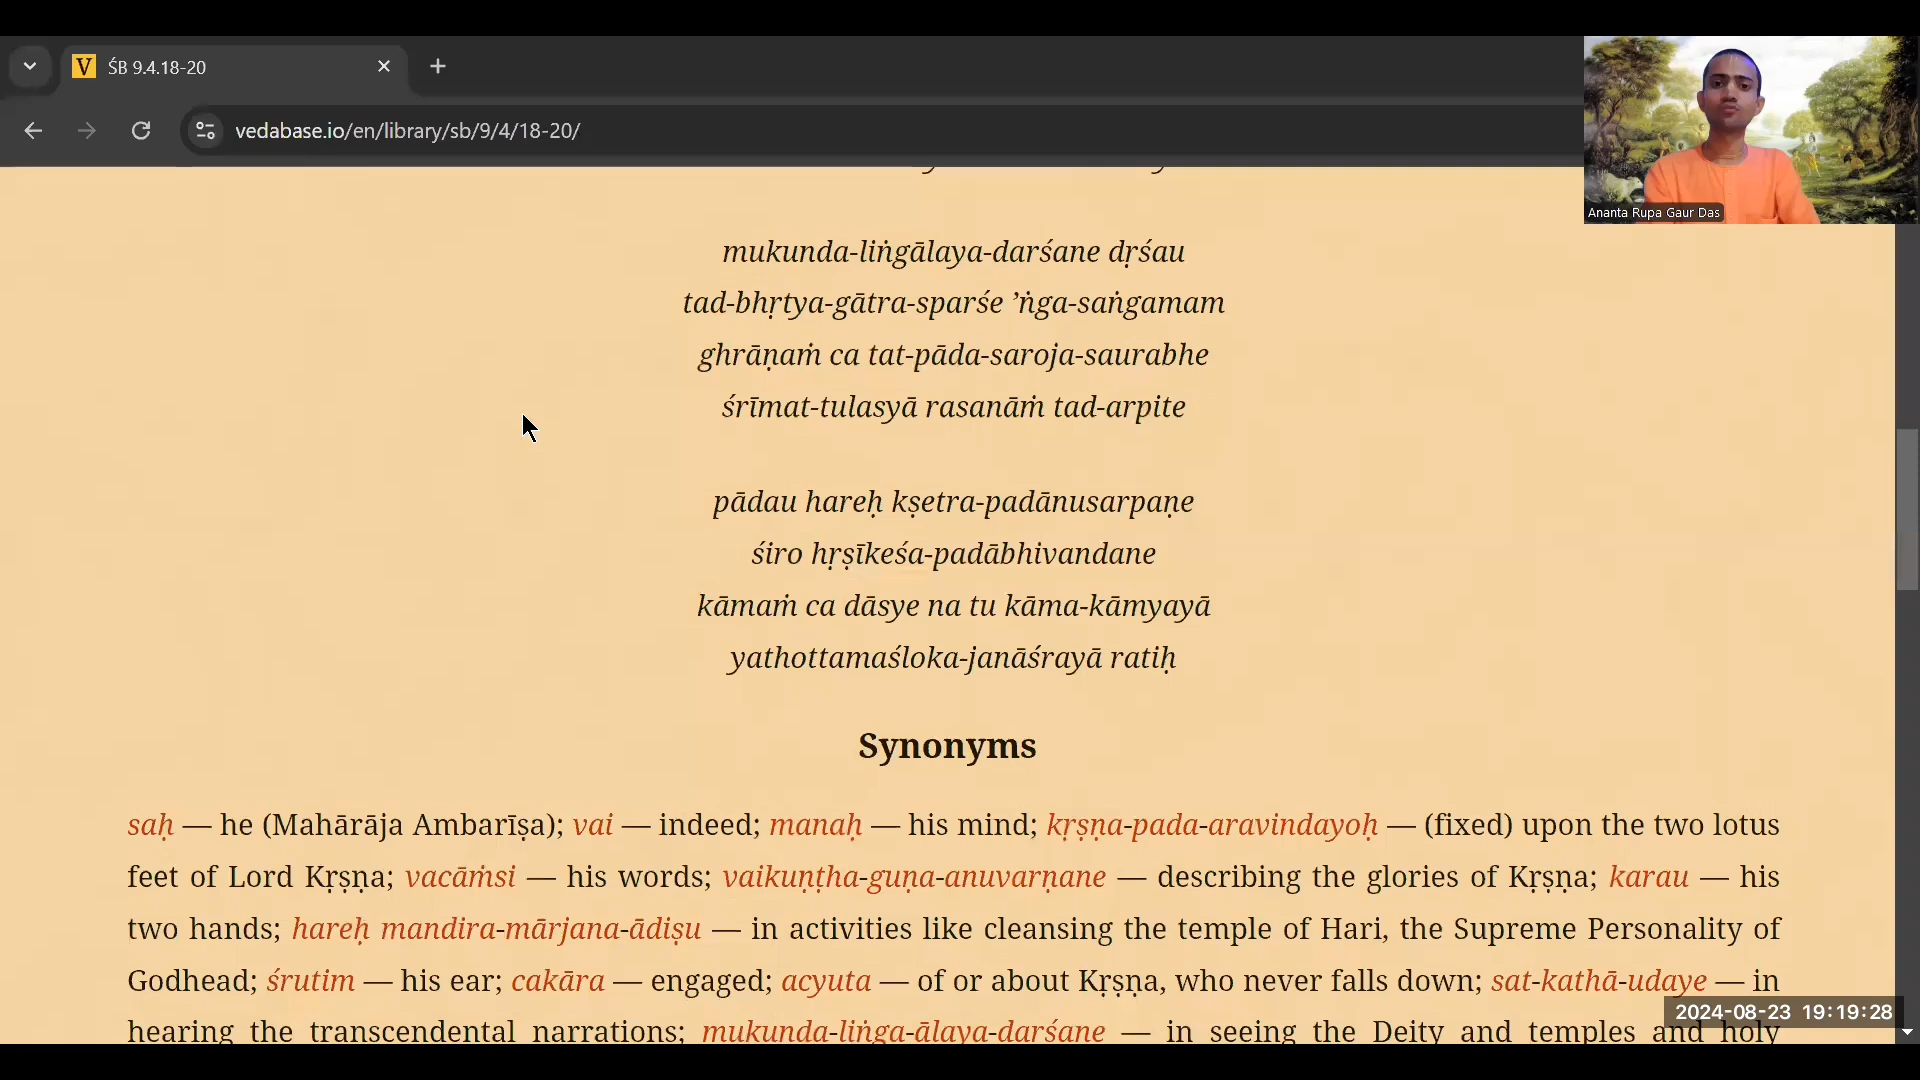 V ŚB 9.4.18-20
vedabase.io/en/library/sb/9/4/18-20/
Ananta Rupa Gaur Das
mukunda-liṅgālaya-darśane dṛśau
tad-bhṛtya-gātra-sparśe ’ṅga-saṅgamam
ghrāṇaṁ ca tat-pāda-saroja-saurabhe
śrīmat-tulasyā rasanāṁ tad-arpite
pādau hareḥ kṣetra-padānusarpaṇe
śiro hṛṣīkeśa-padābhivandane
kāmaṁ ca dāsye na tu kāma-kāmyayā
yathottamaśloka-janāśrayā ratiḥ
Synonyms
saḥ — he (Mahārāja Ambarīṣa); vai — indeed; manaḥ — his mind; kṛṣṇa-pada-aravindayoḥ — (fixed) upon the two lotus
feet of Lord Kṛṣṇa; vacāṁsi — his words; vaikuṇṭha-guṇa-anuvarṇane — describing the glories of Kṛṣṇa; karau — his
two hands; hareḥ mandira-mārjana-ādiṣu — in activities like cleansing the temple of Hari, the Supreme Personality of
Godhead; śrutim — his ear; cakāra — engaged; acyuta — of or about Kṛṣṇa, who never falls down; sat-kathā-udaye — in
hearing the transcendental narrations; mukunda-liṅga-ālaya-darśane — in seeing the Deity and temples and holy
2024-08-23 19:19:28